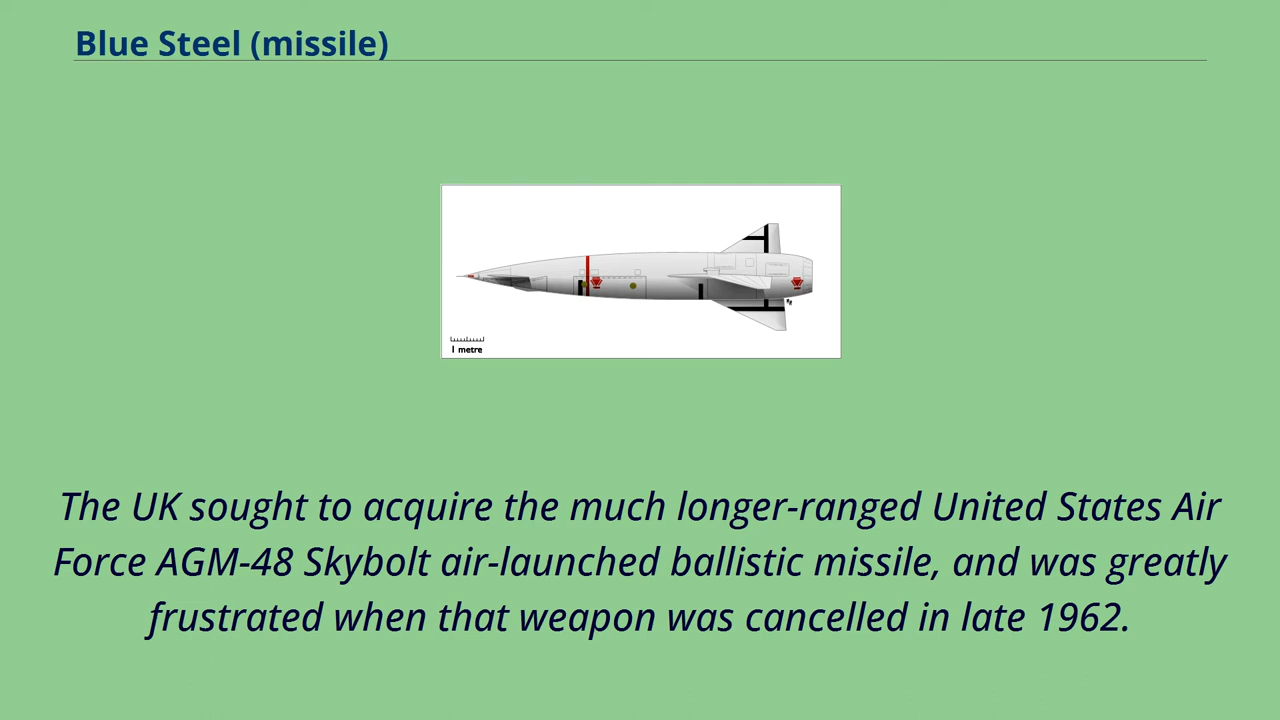 Blue Steel (missile)
1 metre
The UK sought to acquire the much longer-ranged United States Air
Force AGM-48 Skybolt air-launched ballistic missile, and was greatly
frustrated when that weapon was cancelled in late 1962.